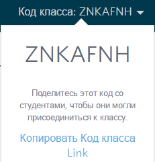 Код класса: ZNKAFNH
ZNKAFNH
Поделитесь этот код со
студентами, чтобы они могли
присоединиться к классу.
Копировать Код класса
Link